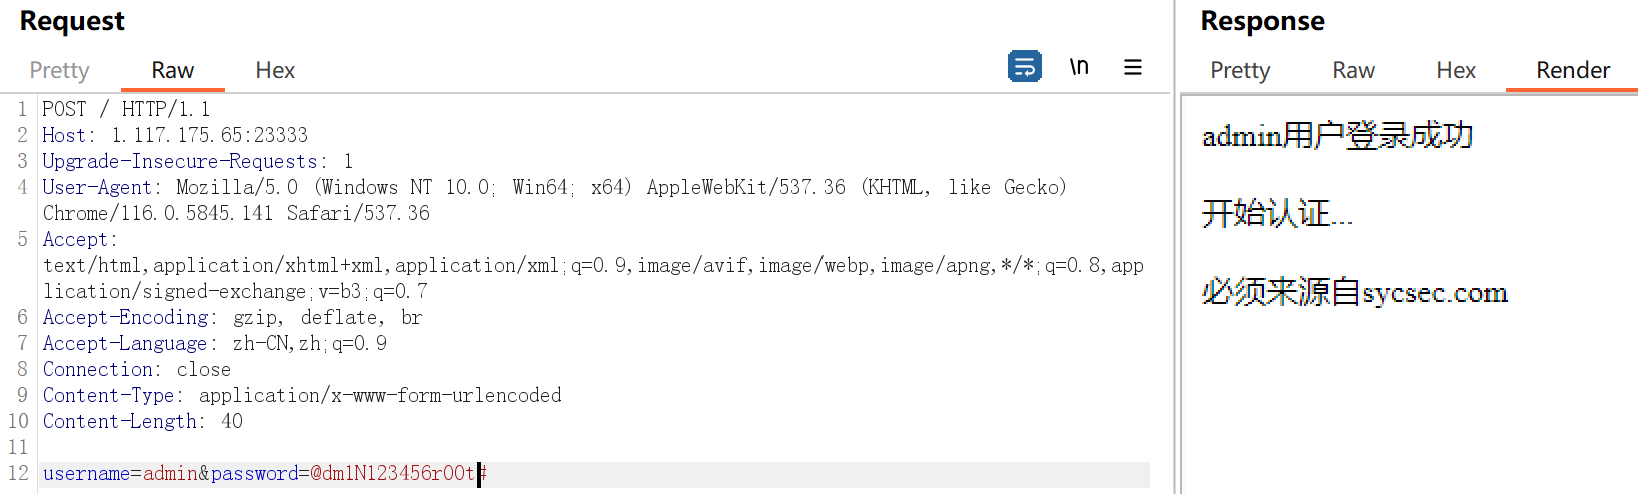 Request
Pretty Raw Hex
\n
1 POST / HTTP/1.1
2 Host: 1.117.175.65:23333
3 Upgrade-Insecure-Requests: 1
4 User-Agent: Mozilla/5.0 (Windows NT 10.0; Win64; x64) AppleWebKit/537.36 (KHTML, like Gecko)
Chrome/116.0.5845.141 Safari/537.36
5 Accept:
text/html,application/xhtml+xml,application/xml;q=0.9,image/avif,image/webp,image/apng,*/*;q=0.8,app
lication/signed-exchange;v=b3;q=0.7
6 Accept-Encoding: gzip, deflate, br
7 Accept-Language: zh-CN,zh;q=0.9
8 Connection: close
9 Content-Type: application/x-www-form-urlencoded
10 Content-Length: 40
11
12 username=admin&password=@dm1N123456r00t#
Response
Pretty Raw Hex Render
admin用户登录成功
开始认证...
必须来源自sycsec.com